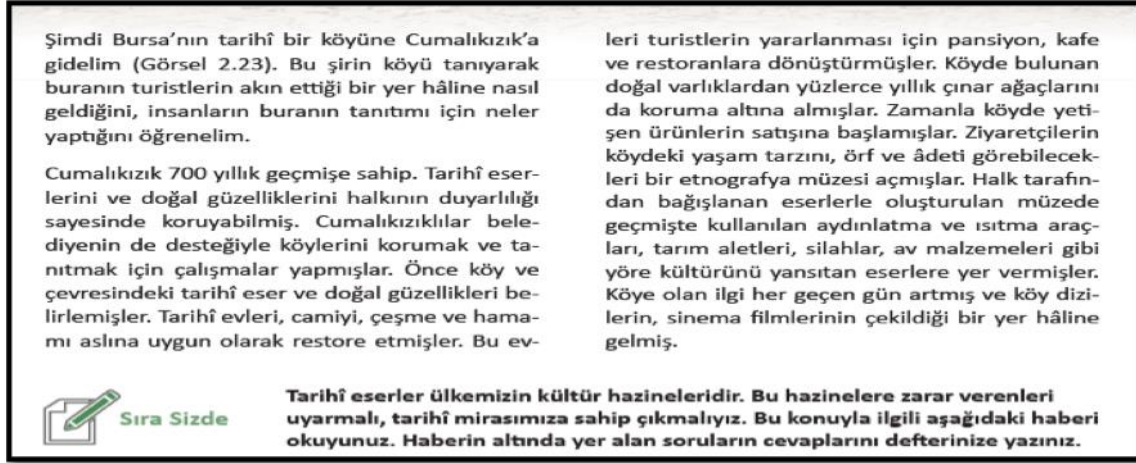 Şimdi Bursa’nın tarihî bir köyüne Cumalıkızık’a
gidelim (Görsel 2.23). Bu şirin köyü tanıyarak
buranın turistlerin akın ettiği bir yer hâline nasıl
geldiğini, insanların buranın tanıtımı için neler
yaptığını öğrenelim.
Cumalıkızık 700 yıllık geçmişe sahip. Tarihî eser-
lerini ve doğal güzelliklerini halkının duyarlılığı
sayesinde koruyabilmiş. Cumalıkızıklılar bele-
diyenin de desteğiyle köylerini korumak ve ta-
nıtmak için çalışmalar yapmışlar. Önce köy ve
çevresindeki tarihî eser ve doğal güzellikleri be-
lirlemişler. Tarihî evleri, camiyi, çeşme ve hama-
mı aslına uygun olarak restore etmişler. Bu ev-
leri turistlerin yararlanması için pansiyon, kafe
ve restoranlara dönüştürmüşler. Köyde bulunan
doğal varlıklardan yüzlerce yıllık çınar ağaçlarını
da koruma altına almışlar. Zamanla köyde yeti-
şen ürünlerin satışına başlamışlar. Ziyaretçilerin
köydeki yaşam tarzını, örf ve âdeti görebilecek-
leri bir etnografya müzesi açmışlar. Halk tarafın-
dan bağışlanan eserlerle oluşturulan müzede
geçmişte kullanılan aydınlatma ve ısıtma araç-
ları, tarım aletleri, silahlar, av malzemeleri gibi
yöre kültürünü yansıtan eserlere yer vermişler.
Köye olan ilgi her geçen gün artmış ve köy dizi-
lerin, sinema filmlerinin çekildiği bir yer hâline
gelmiş.
Sıra Sizde
Tarihî eserler ülkemizin kültür hazineleridir. Bu hazinelere zarar verenleri
uyarmalı, tarihî mirasımıza sahip çıkmalıyız. Bu konuyla ilgili aşağıdaki haberi
okuyunuz. Haberin altında yer alan soruların cevaplarını defterinize yazınız.